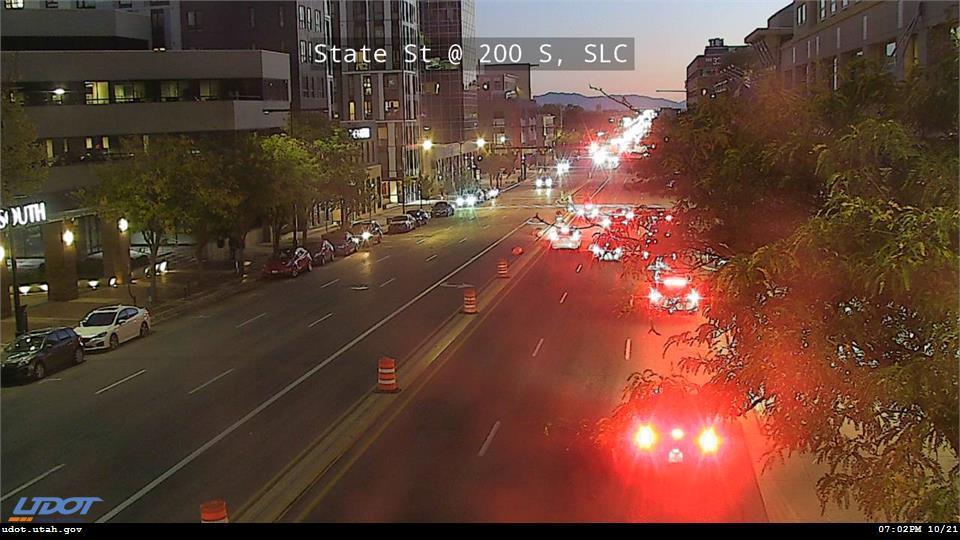 State St @ 200 S, SLC
SOUTH
UDOT
udot.utah.gov
07:02PM 10/21